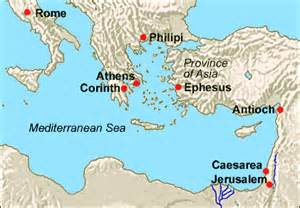 Rome
Philipi
Province
of Asia
Athens
Corinth
Ephesus
Antioch
Mediterranean Sea
Caesarea
Jerusalem